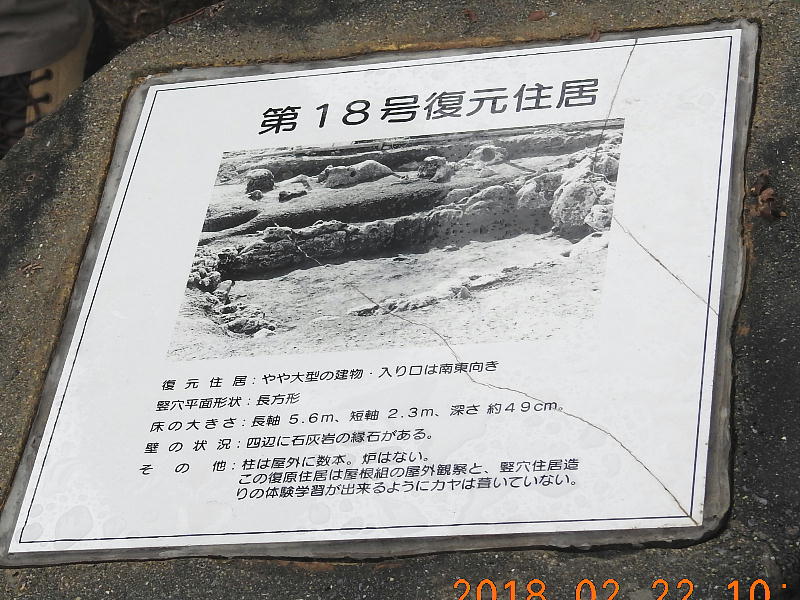 第18号復元住居
復元住居：やや大型の建物・入り口は南東向き
竪穴平面形状：長方形
床の大きさ：長軸 5.6m、短軸 2.3m、深さ 約49cm。
壁の状況：四辺に石灰岩の縁石がある。
その他：柱は屋外に数本。炉はない。
この復原住居は屋根組の屋外観察と、竪穴住居造
りの体験学習が出来るようにカヤは葺いていない。
2018 02 22 10: